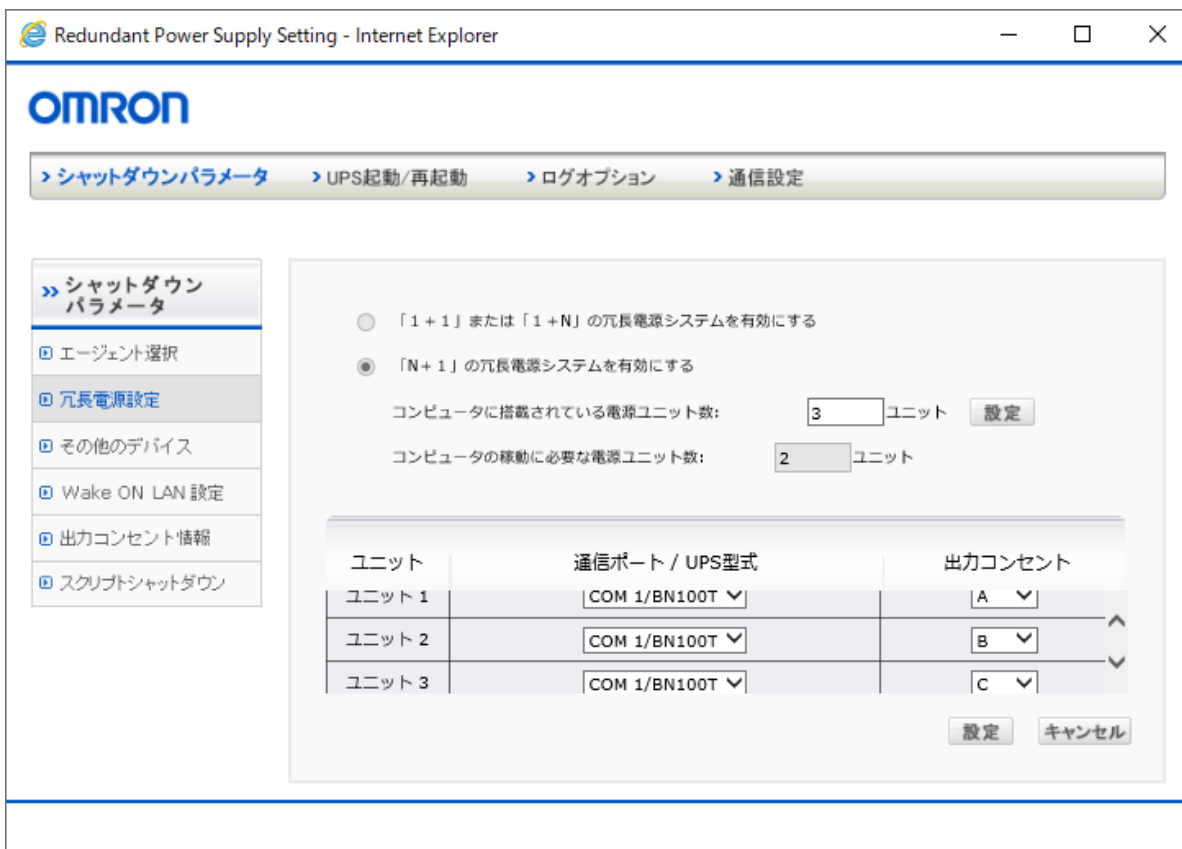 Redundant Power Supply Setting - Internet Explorer
OMRON
シャットダウンパラメータ UPS起動/再起動 ログオプション 通信設定
シャットダウン
パラメータ
エージェント選択
冗長電源設定
その他のデバイス
Wake ON LAN 設定
出力コンセント情報
スクリプトシャットダウン
「1+1」または「1+N」の冗長電源システムを有効にする
「N+1」の冗長電源システムを有効にする
コンピュータに搭載されている電源ユニット数: 3 ユニット 設定
コンピュータの稼動に必要な電源ユニット数: 2 ユニット
ユニット 通信ポート / UPS型式 出力コンセント
ユニット 1 COM 1/BN100T A
ユニット 2 COM 1/BN100T B
ユニット 3 COM 1/BN100T C
設定 キャンセル